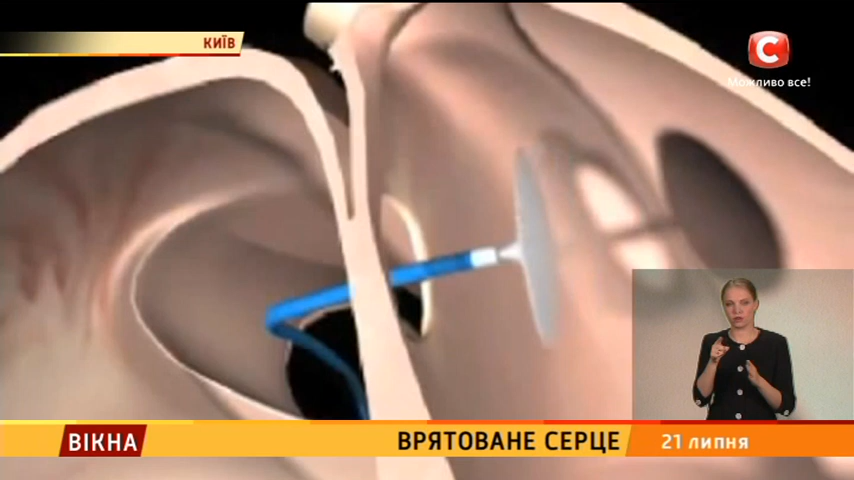 КИЇВ
С
Можливо все!
ВІКНА
ВРЯТОВАНЕ СЕРЦЕ
21 липня